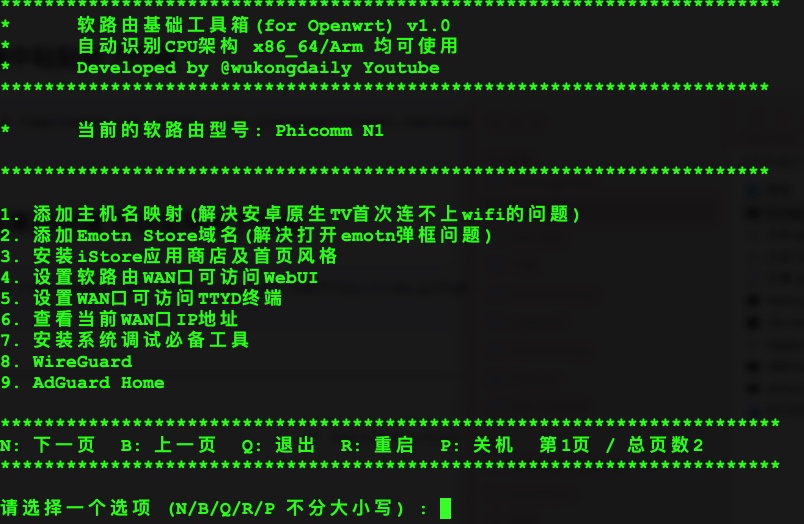 **********************************************************************
* 软路由基础工具箱(for Openwrt) v1.0
* 自动识别CPU架构 x86_64/Arm 均可使用
* Developed by @wukongdaily Youtube
**********************************************************************
* 当前的软路由型号: Phicomm N1
**********************************************************************
1. 添加主机名映射(解决安卓原生TV首次连不上wifi的问题)
2. 添加Emotn Store域名(解决打开emotn弹框问题)
3. 安装iStore应用商店及首页风格
4. 设置软路由WAN口可访问WebUI
5. 设置WAN口可访问TTYD终端
6. 查看当前WAN口IP地址
7. 安装系统调试必备工具
8. WireGuard
9. AdGuard Home
***********************************************************************
N: 下一页 B: 上一页 Q: 退出 R: 重启 P: 关机 第1页 / 总页数2
***********************************************************************
请选择一个选项 (N/B/Q/R/P 不分大小写) :